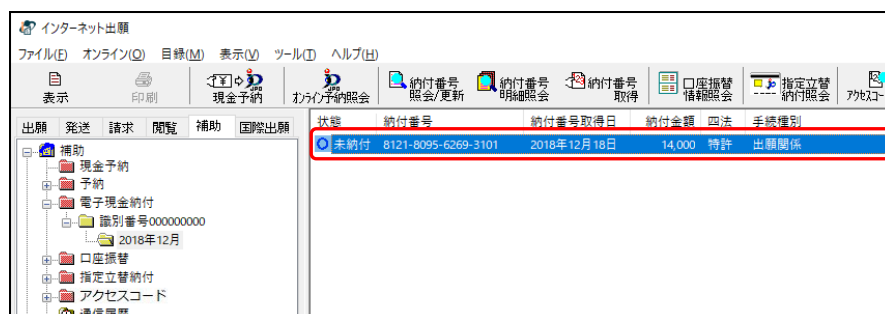 インターネット出願
ファイル(F) オンライン(O) 目録(M) 表示(V) ツール(T) ヘルプ(H)
表示 印刷 現金予納 オンライン予納照会 納付番号照会/更新 納付番号明細照会 納付番号取得 口座振替情報照会 指定立替納付照会 アクセスコー
出願 発送 請求 閲覧 補助 国際出願
状態 納付番号 納付番号取得日 納付金額 四法 手続種別
未納付 8121-8095-6269-3101 2018年12月18日 14,000 特許 出願関係
補助
現金予納
予納
電子現金納付
識別番号000000000
2018年12月
口座振替
指定立替納付
アクセスコード
通信履歴